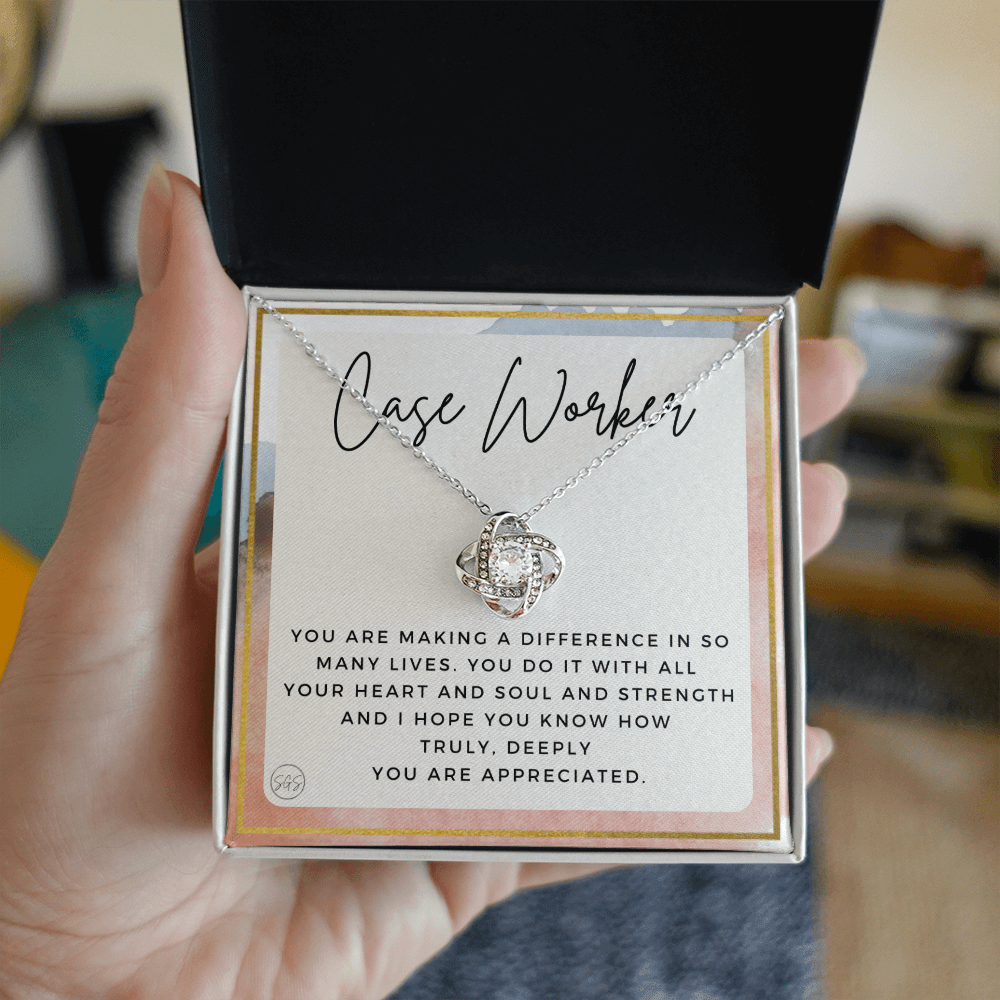 Case Worker
YOU ARE MAKING A DIFFERENCE IN SO
MANY LIVES. YOU DO IT WITH ALL
YOUR HEART AND SOUL AND STRENGTH
AND I HOPE YOU KNOW HOW
TRULY, DEEPLY
YOU ARE APPRECIATED.
SGS